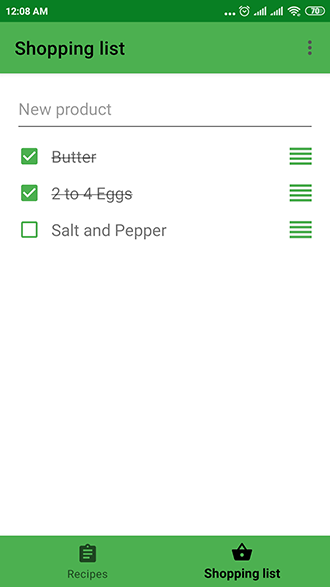 12:08 AM
70
Shopping list
New product
Butter
2 to 4 Eggs
Salt and Pepper
Recipes
Shopping list